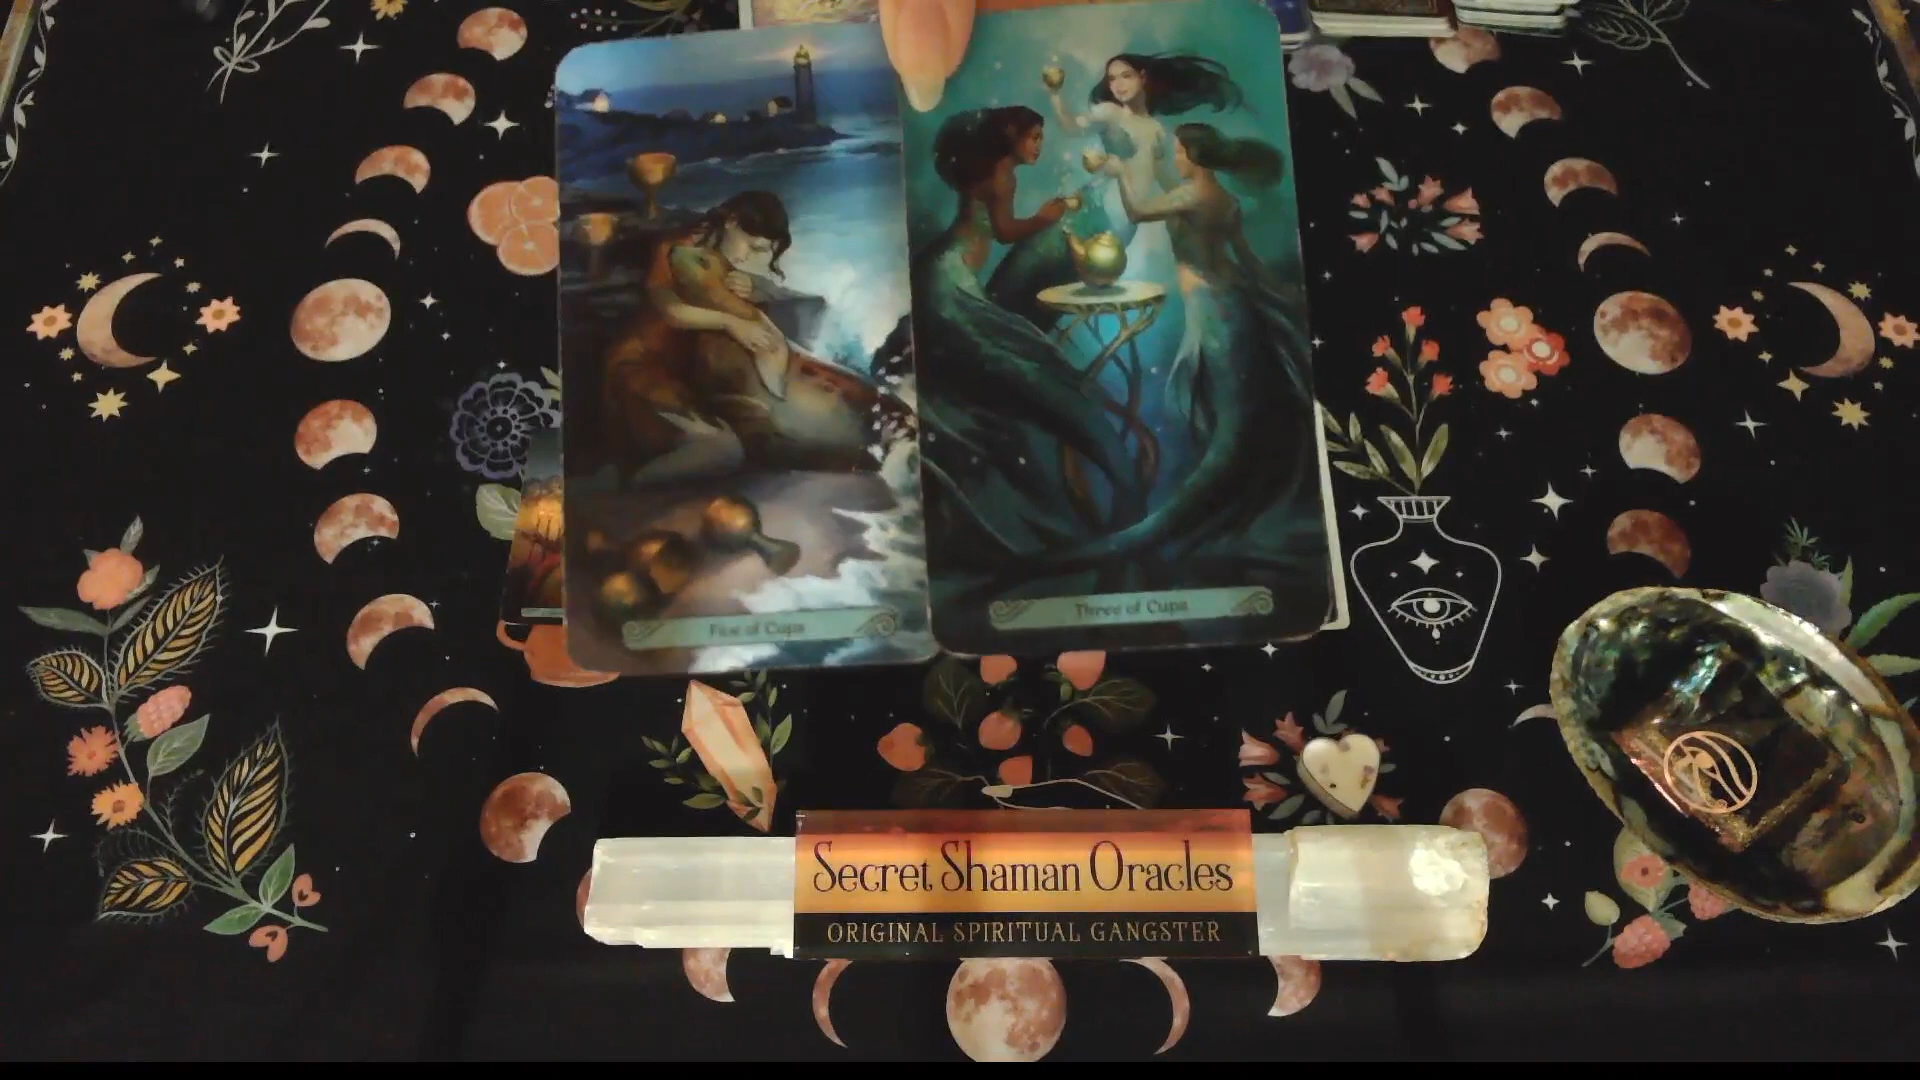 Five of Cups
Three of Cups
Secret Shaman Oracles
ORIGINAL SPIRITUAL GANGSTER